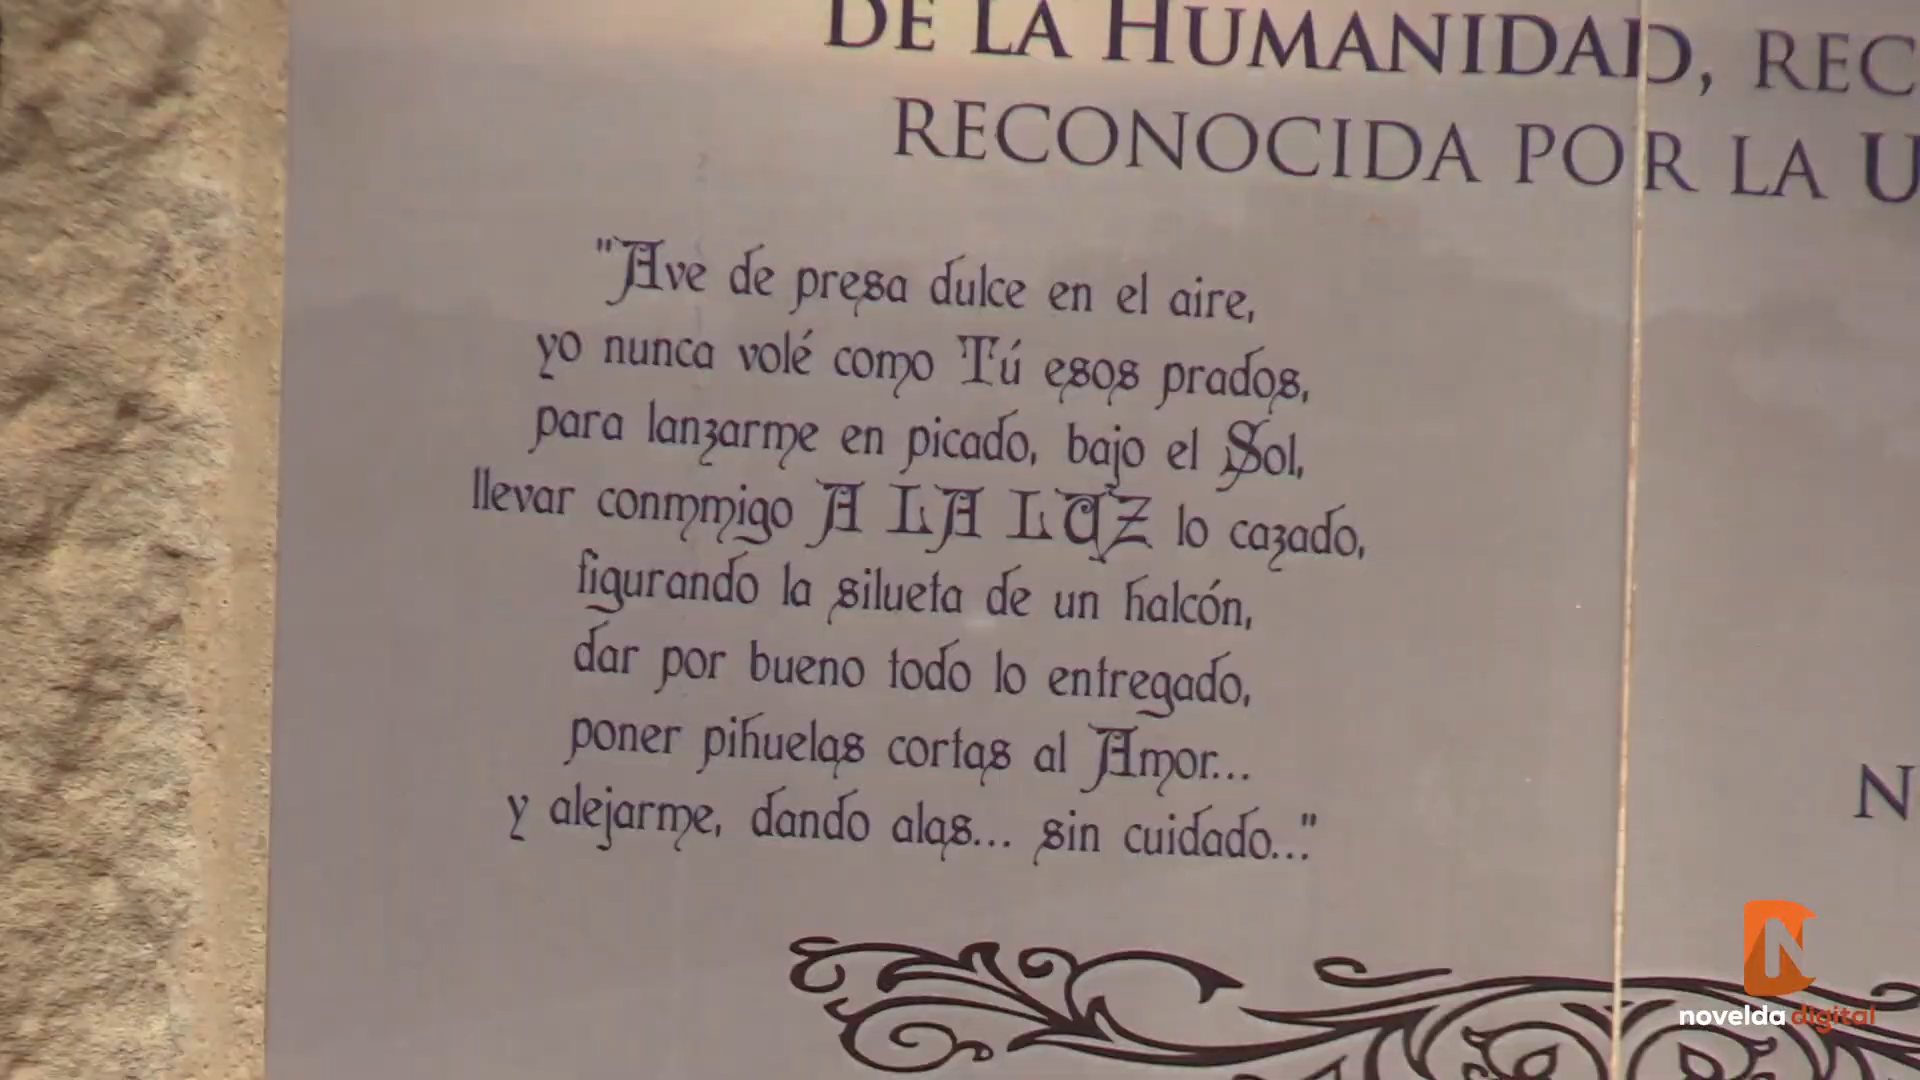 DE LA HUMANIDAD, REC
RECONOCIDA POR LA U
"Ave de presa dulce en el aire,
yo nunca volé como Tú esos prados,
para lanzarme en picado, bajo el Sol,
llevar conmmigo A LA LUZ lo cazado,
figurando la silueta de un halcón,
dar por bueno todo lo entregado,
poner pihuelas cortas al Amor...
y alejarme, dando alas... sin cuidado..."
N
novelda digital